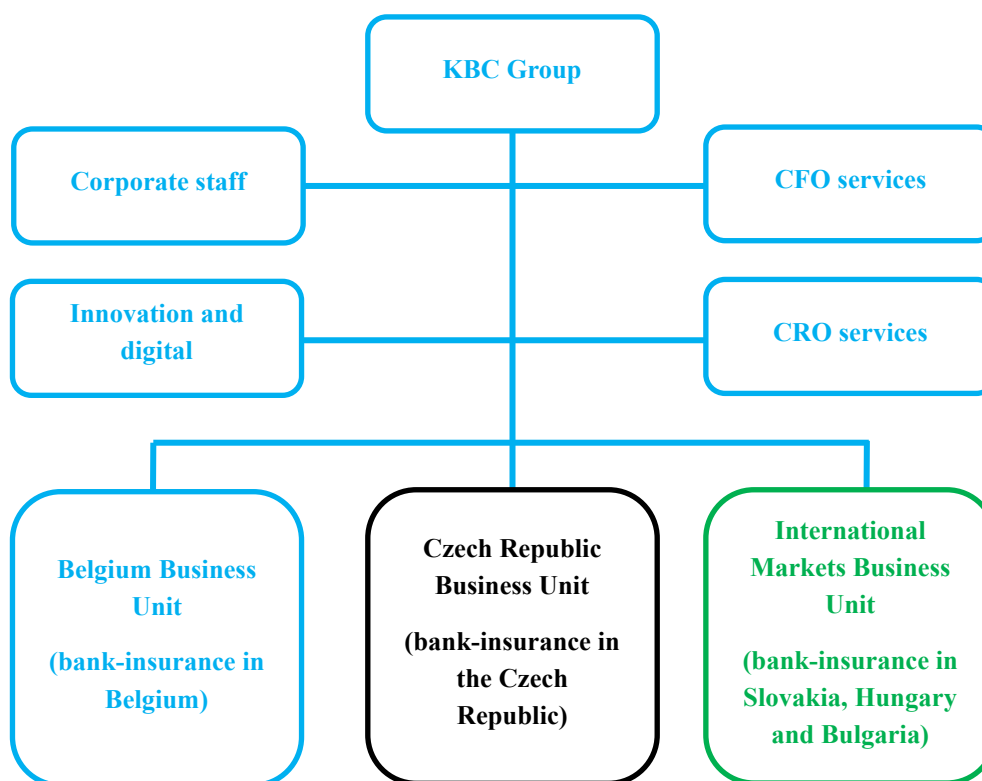 KBC Group
Corporate staff
CFO services
Innovation and
digital
CRO services
Belgium Business
Unit
(bank-insurance in
Belgium)
Czech Republic
Business Unit
(bank-insurance in
the Czech
Republic)
International
Markets Business
Unit
(bank-insurance in
Slovakia, Hungary
and Bulgaria)